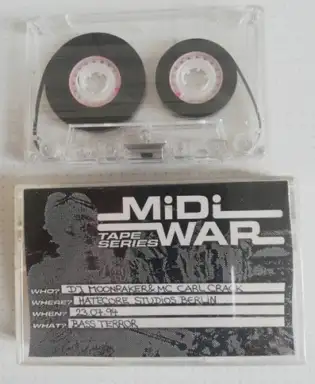 MiDi
TAPE SERIES WAR
WHO? DJ MOONRAKER & MC CARL CRACK
WHERE? HATECORE STUDIOS BERLIN
WHEN? 23.07.94
WHAT? BASS TERROR